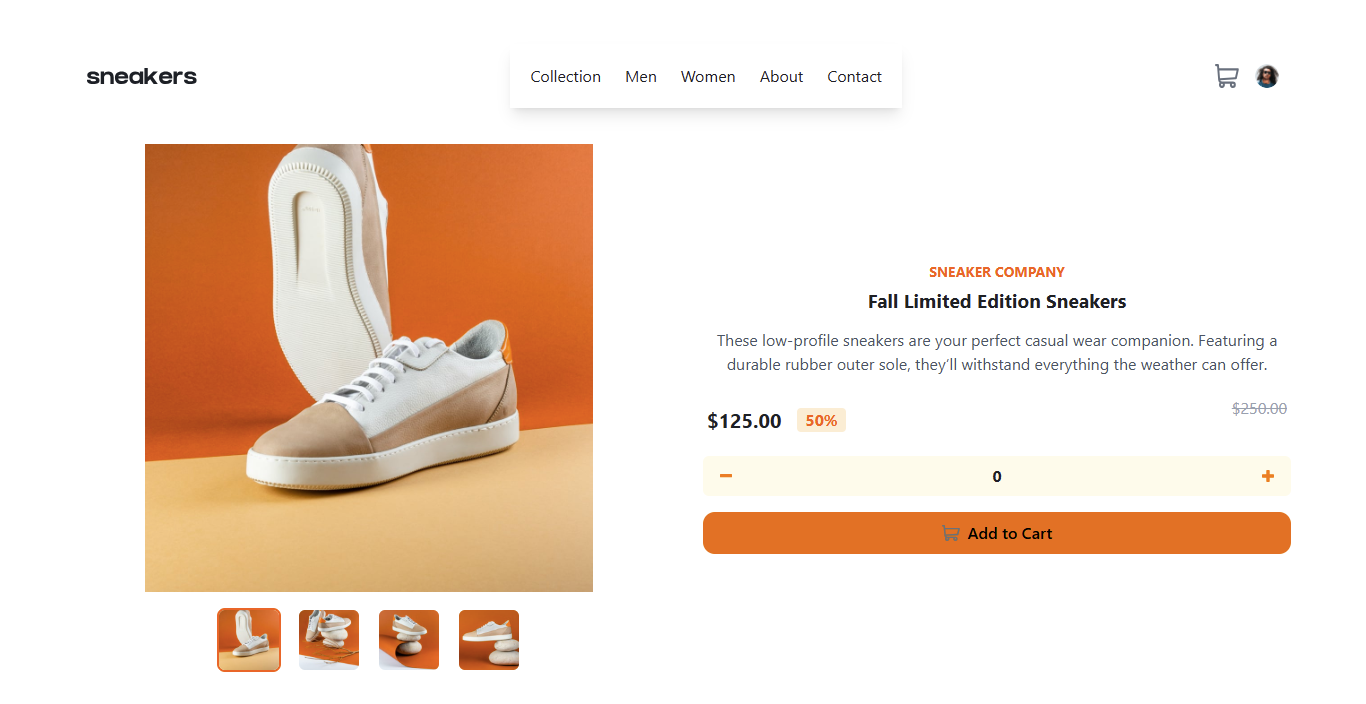 sneakers
Collection Men Women About Contact
SNEAKER COMPANY
Fall Limited Edition Sneakers
These low-profile sneakers are your perfect casual wear companion. Featuring a
durable rubber outer sole, they’ll withstand everything the weather can offer.
$125.00 50% $250.00
0
Add to Cart